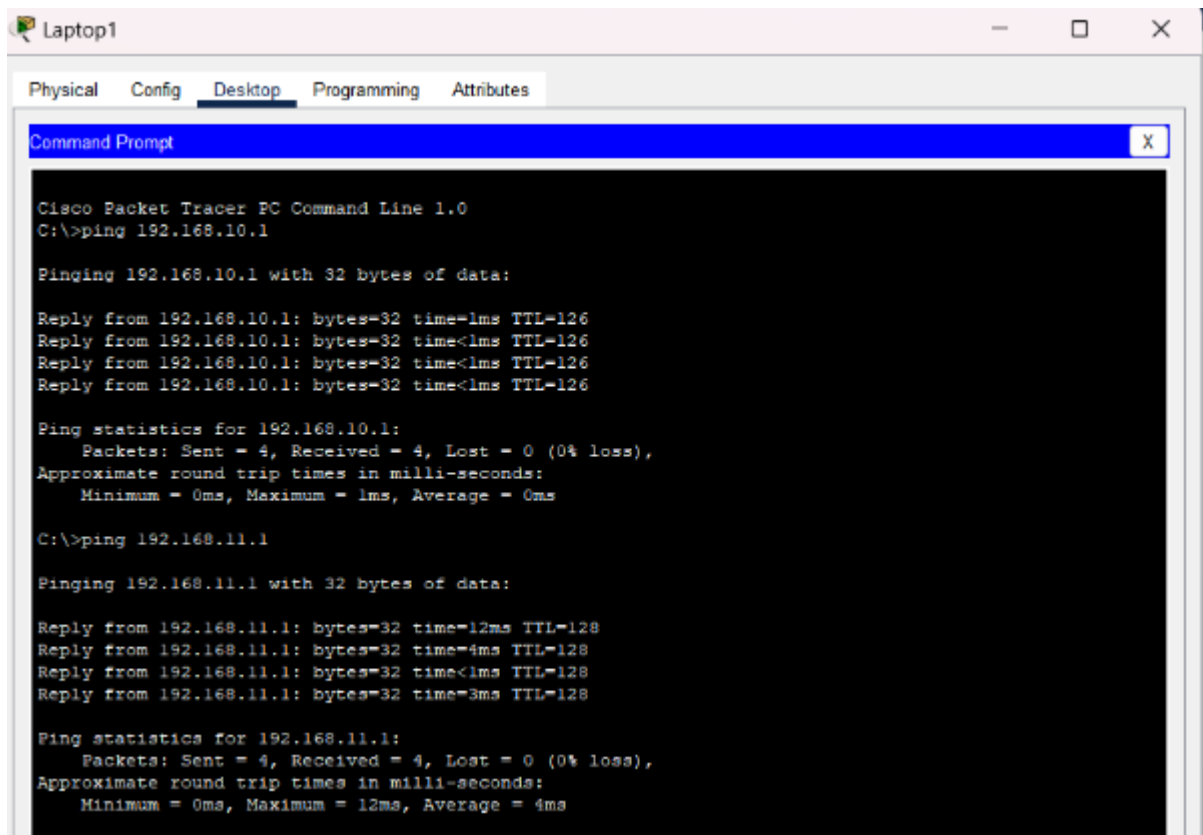 Laptop1
Physical Config Desktop Programming Attributes
Command Prompt X
Cisco Packet Tracer PC Command Line 1.0
C:\>ping 192.168.10.1
Pinging 192.168.10.1 with 32 bytes of data:
Reply from 192.168.10.1: bytes=32 time=1ms TTL=126
Reply from 192.168.10.1: bytes=32 time<1ms TTL=126
Reply from 192.168.10.1: bytes=32 time<1ms TTL=126
Reply from 192.168.10.1: bytes=32 time<1ms TTL=126
Ping statistics for 192.168.10.1:
Packets: Sent = 4, Received = 4, Lost = 0 (0% loss),
Approximate round trip times in milli-seconds:
Minimum = 0ms, Maximum = 1ms, Average = 0ms
C:\>ping 192.168.11.1
Pinging 192.168.11.1 with 32 bytes of data:
Reply from 192.168.11.1: bytes=32 time=12ms TTL=128
Reply from 192.168.11.1: bytes=32 time=4ms TTL=128
Reply from 192.168.11.1: bytes=32 time<1ms TTL=128
Reply from 192.168.11.1: bytes=32 time=3ms TTL=128
Ping statistics for 192.168.11.1:
Packets: Sent = 4, Received = 4, Lost = 0 (0% loss),
Approximate round trip times in milli-seconds:
Minimum = 0ms, Maximum = 12ms, Average = 4ms